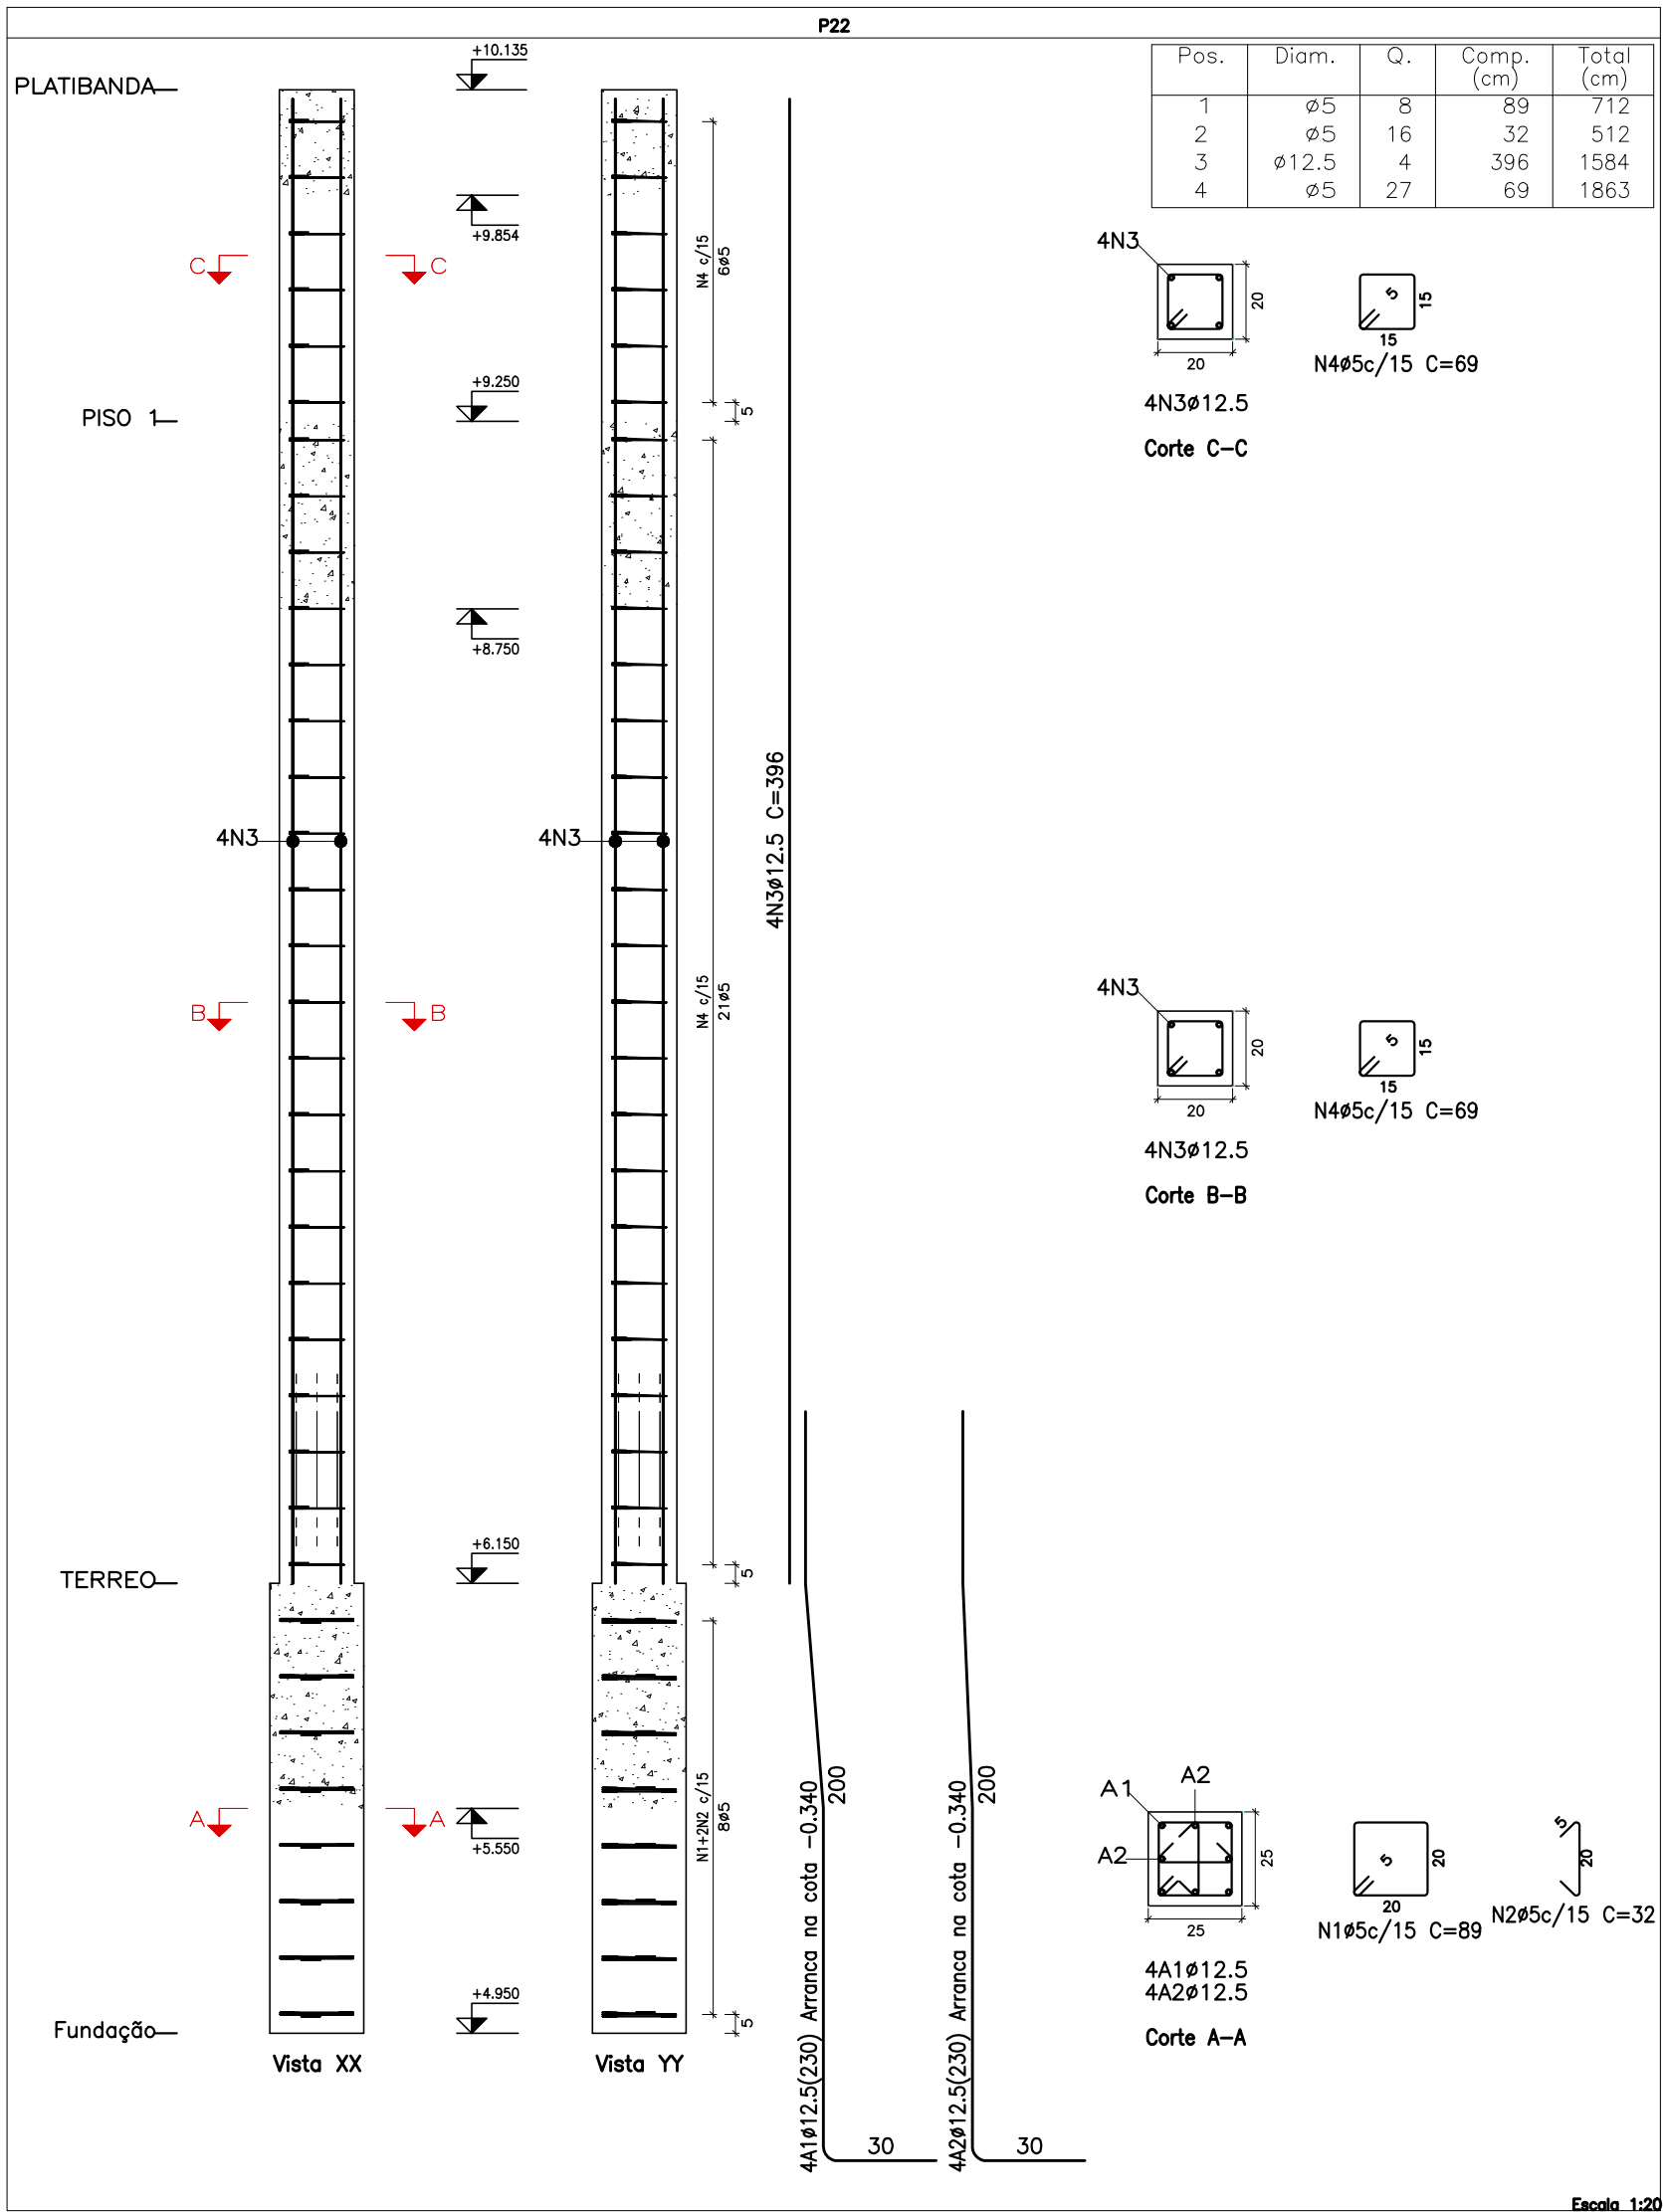 P22
Pos. Diam. Q. Comp. (cm) Total (cm)
1 ø5 8 89 712
2 ø5 16 32 512
3 ø12.5 4 396 1584
4 ø5 27 69 1863
PLATIBANDA
+10.135
+9.854
C C
N4 c/15
6ø5
PISO 1
+9.250
5
+8.750
4N3
4N3
4N3ø12.5 C=396
B B
N4 c/15
21ø5
TERREO
+6.150
5
A A
+5.550
N1+2N2 c/15
8ø5
Fundação
+4.950
5
Vista XX
Vista YY
4A1ø12.5(230) Arranca na cota -0.340
200
30
4A2ø12.5(230) Arranca na cota -0.340
200
30
4N3
20
20
4N3ø12.5
Corte C-C
5
15
15
N4ø5c/15 C=69
4N3
20
20
4N3ø12.5
Corte B-B
5
15
15
N4ø5c/15 C=69
A1
A2
A2
25
25
4A1ø12.5
4A2ø12.5
Corte A-A
5
20
20
N1ø5c/15 C=89
5
20
N2ø5c/15 C=32
Escala 1:20